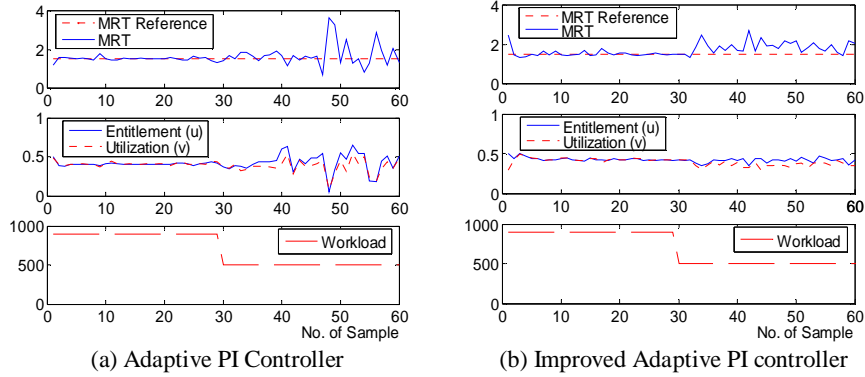 4
2
0
MRT Reference
MRT
0 10 20 30 40 50 60
1
0.5
0
Entitlement (u)
Utilization (v)
0 10 20 30 40 50 60
1000
500
0
Workload
0 10 20 30 40 50 60
No. of Sample
(a) Adaptive PI Controller
4
2
0
MRT Reference
MRT
0 10 20 30 40 50 60
1
0.5
0
Entitlement (u)
Utilization (v)
0 10 20 30 40 50 60
1000
500
0
Workload
0 10 20 30 40 50 60
No. of Sample
(b) Improved Adaptive PI controller